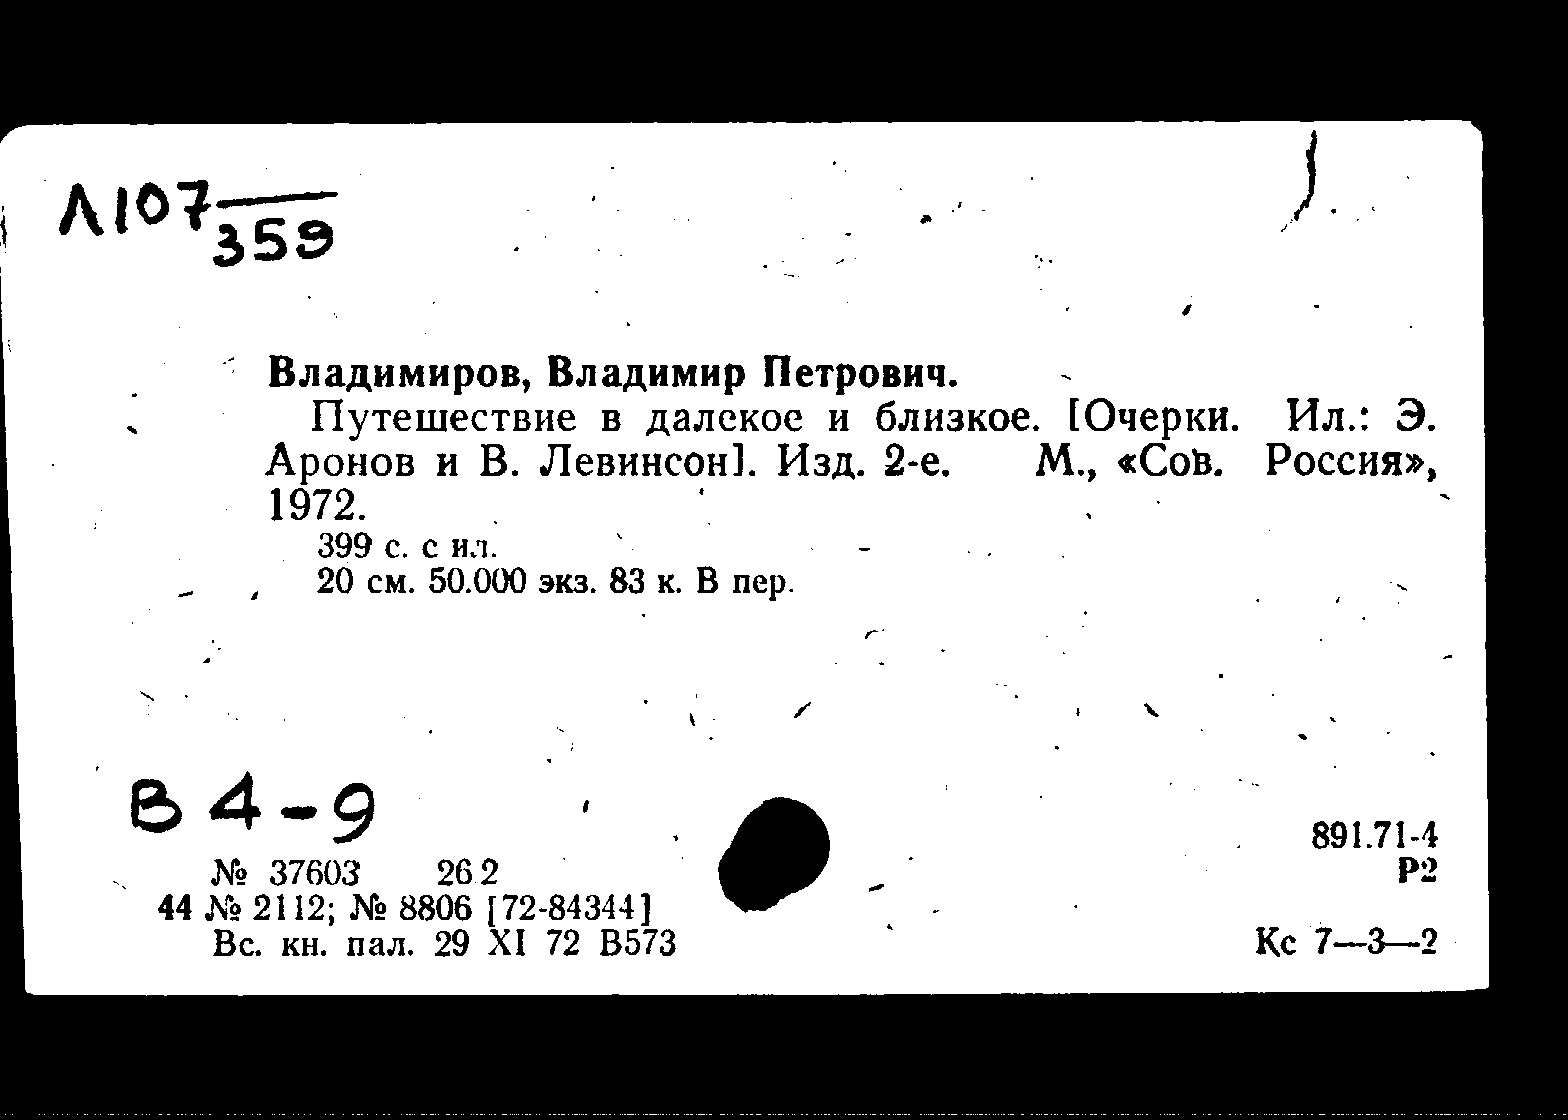 Л107
359
Владимиров, Владимир Петрович.
Путешествие в далекое и близкое. [Очерки. Ил.: Э.
Аронов и В. Левинсон]. Изд. 2-е. М., «Сов. Россия»,
1972.
399 с. с ил.
20 см. 50.000 экз. 83 к. В пер.
В 4-9
891.71-4
№ 37603 26 2
Р2
44 № 2112; № 8806 [72-84344]
Вс. кн. пал. 29 XI 72 В573
Кс 7—3—2